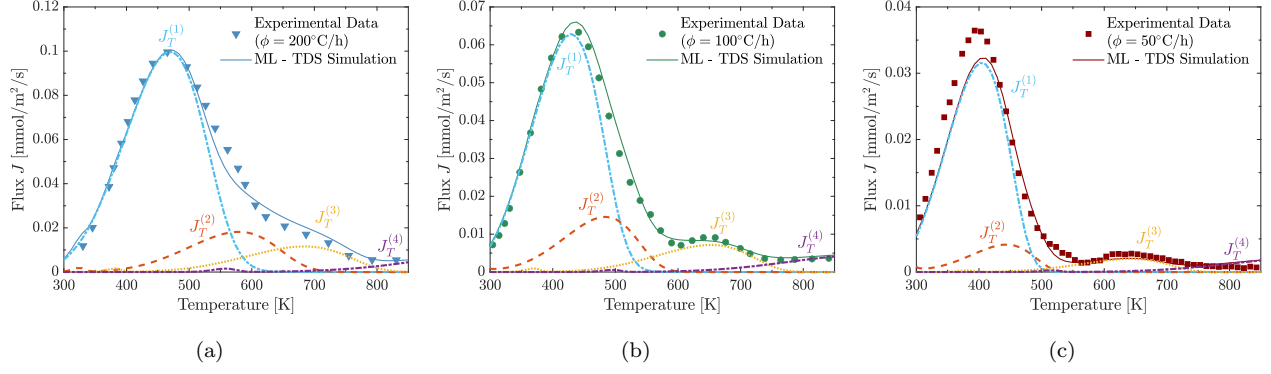 Experimental Data
(ϕ = 200°C/h)
ML - TDS Simulation
J_T^(1)
J_T^(2)
J_T^(3)
J_T^(4)
0.12
0.1
0.08
0.06
0.04
0.02
0
Flux J [mmol/m²/s]
300 400 500 600 700 800
Temperature [K]
(a)
Experimental Data
(ϕ = 100°C/h)
ML - TDS Simulation
J_T^(1)
J_T^(2)
J_T^(3)
J_T^(4)
0.07
0.06
0.05
0.04
0.03
0.02
0.01
0
Flux J [mmol/m²/s]
300 400 500 600 700 800
Temperature [K]
(b)
Experimental Data
(ϕ = 50°C/h)
ML - TDS Simulation
J_T^(1)
J_T^(2)
J_T^(3)
J_T^(4)
0.04
0.03
0.02
0.01
0
Flux J [mmol/m²/s]
300 400 500 600 700 800
Temperature [K]
(c)